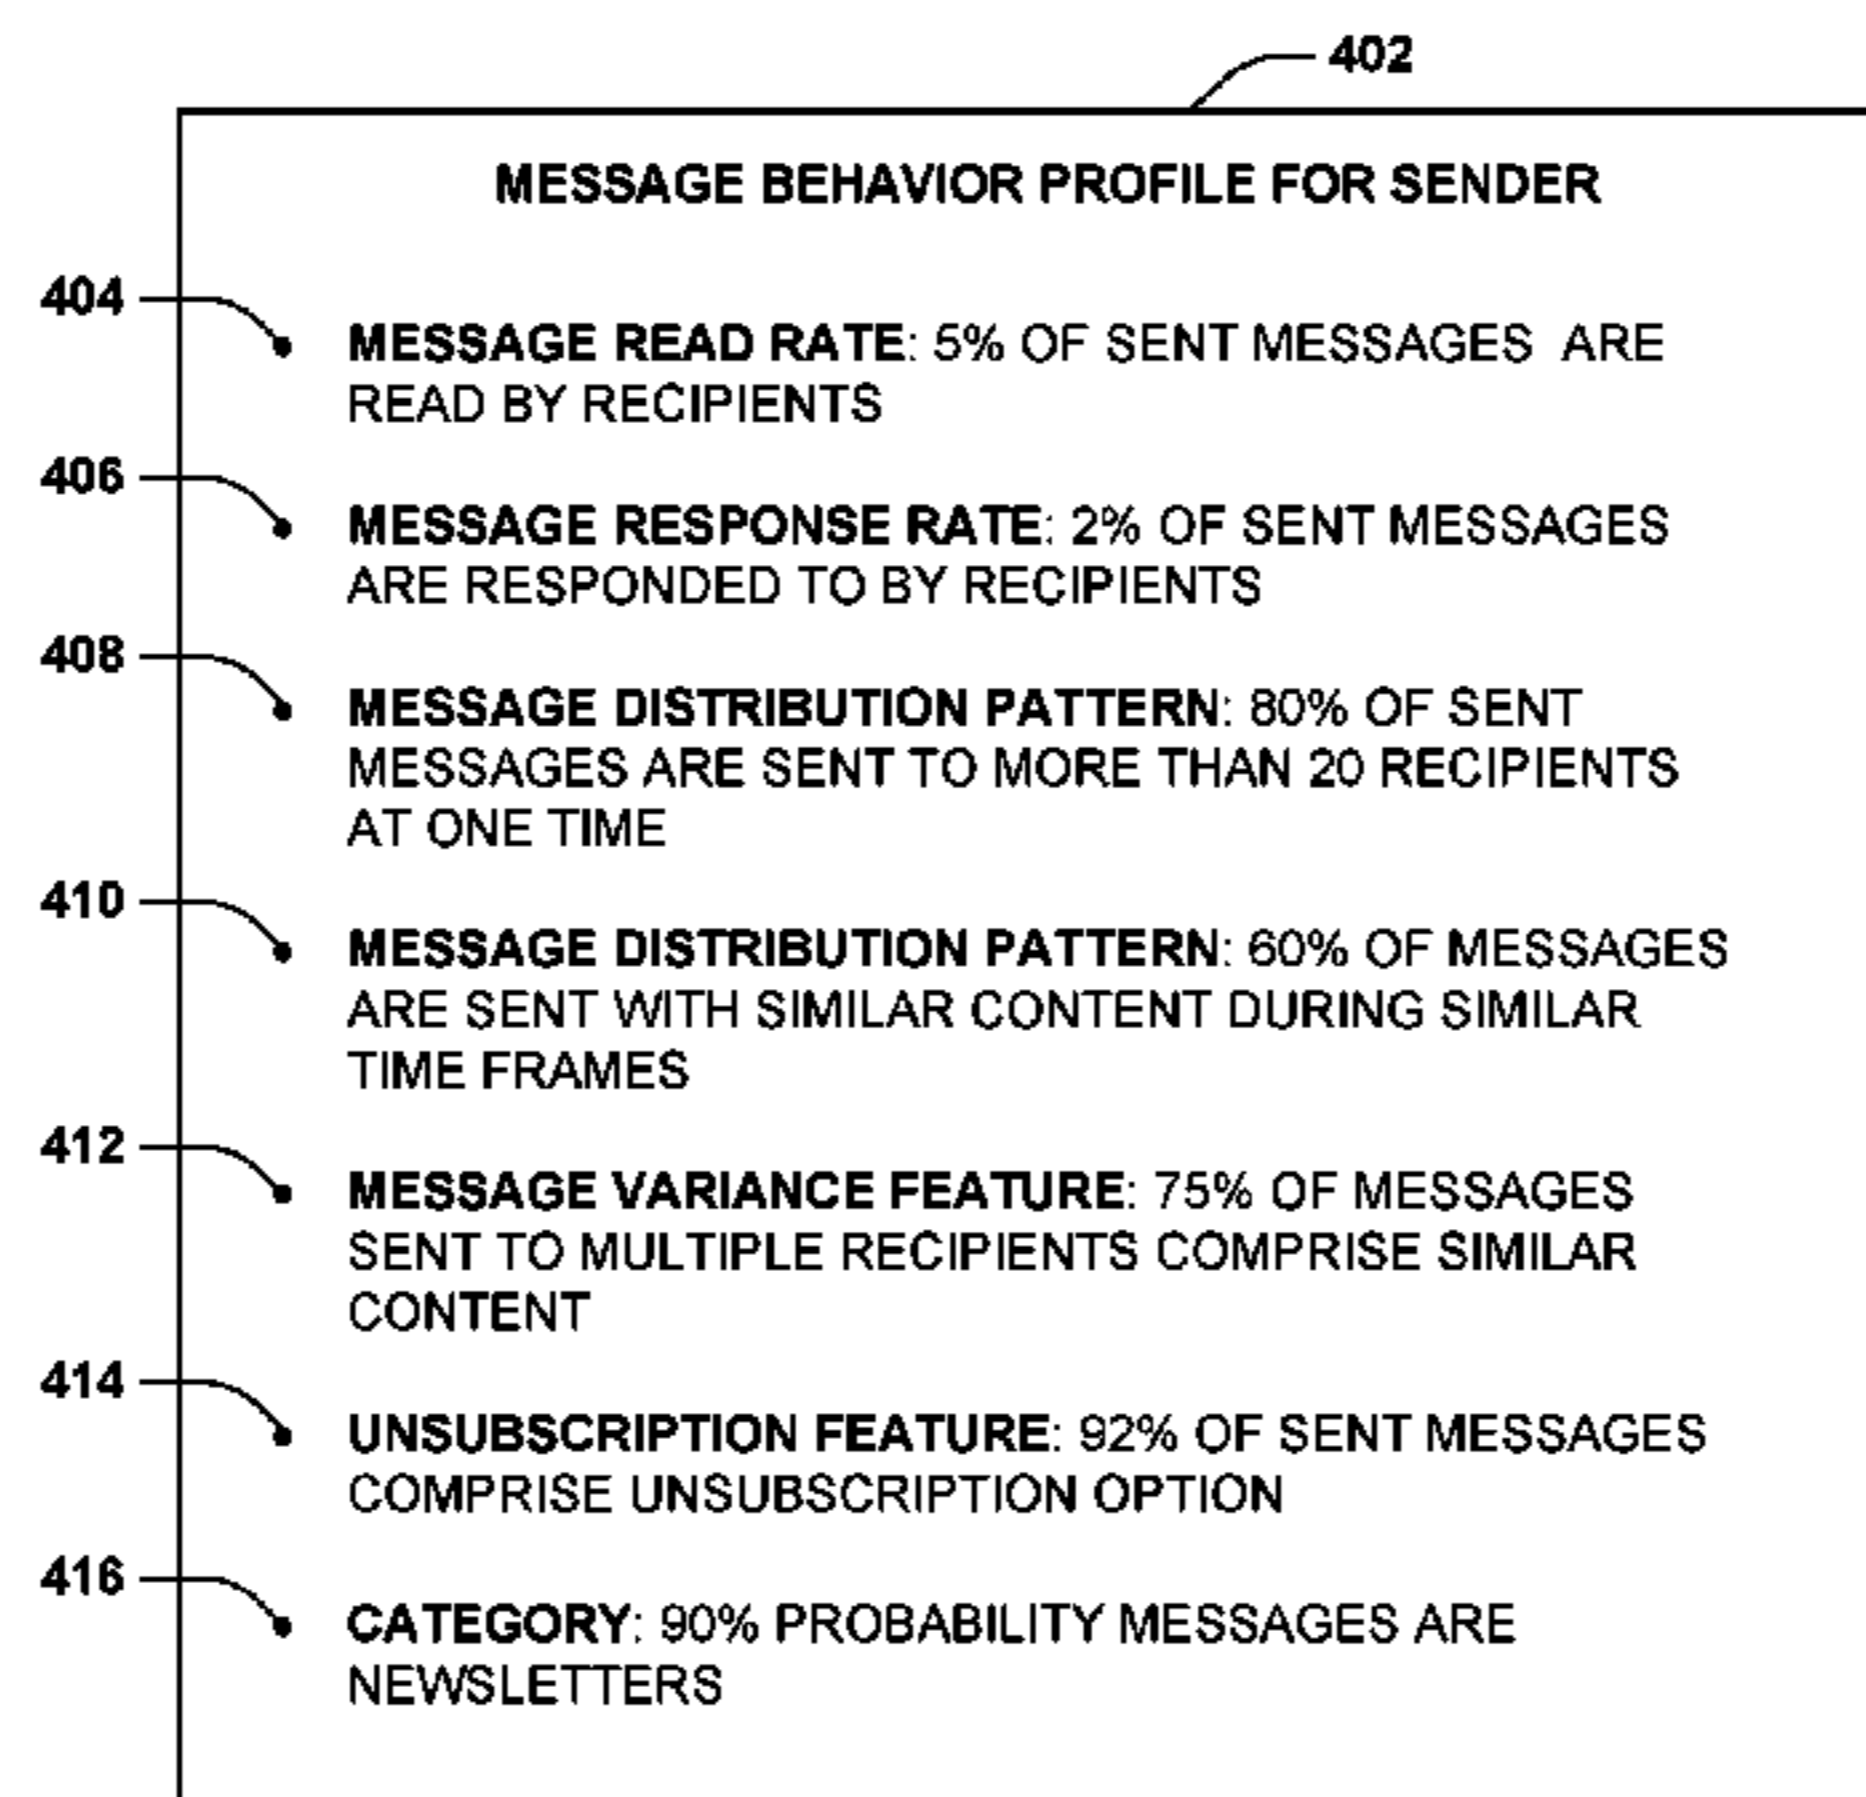 402
MESSAGE BEHAVIOR PROFILE FOR SENDER
404
MESSAGE READ RATE: 5% OF SENT MESSAGES ARE
READ BY RECIPIENTS
406
MESSAGE RESPONSE RATE: 2% OF SENT MESSAGES
ARE RESPONDED TO BY RECIPIENTS
408
MESSAGE DISTRIBUTION PATTERN: 80% OF SENT
MESSAGES ARE SENT TO MORE THAN 20 RECIPIENTS
AT ONE TIME
410
MESSAGE DISTRIBUTION PATTERN: 60% OF MESSAGES
ARE SENT WITH SIMILAR CONTENT DURING SIMILAR
TIME FRAMES
412
MESSAGE VARIANCE FEATURE: 75% OF MESSAGES
SENT TO MULTIPLE RECIPIENTS COMPRISE SIMILAR
CONTENT
414
UNSUBSCRIPTION FEATURE: 92% OF SENT MESSAGES
COMPRISE UNSUBSCRIPTION OPTION
416
CATEGORY: 90% PROBABILITY MESSAGES ARE
NEWSLETTERS